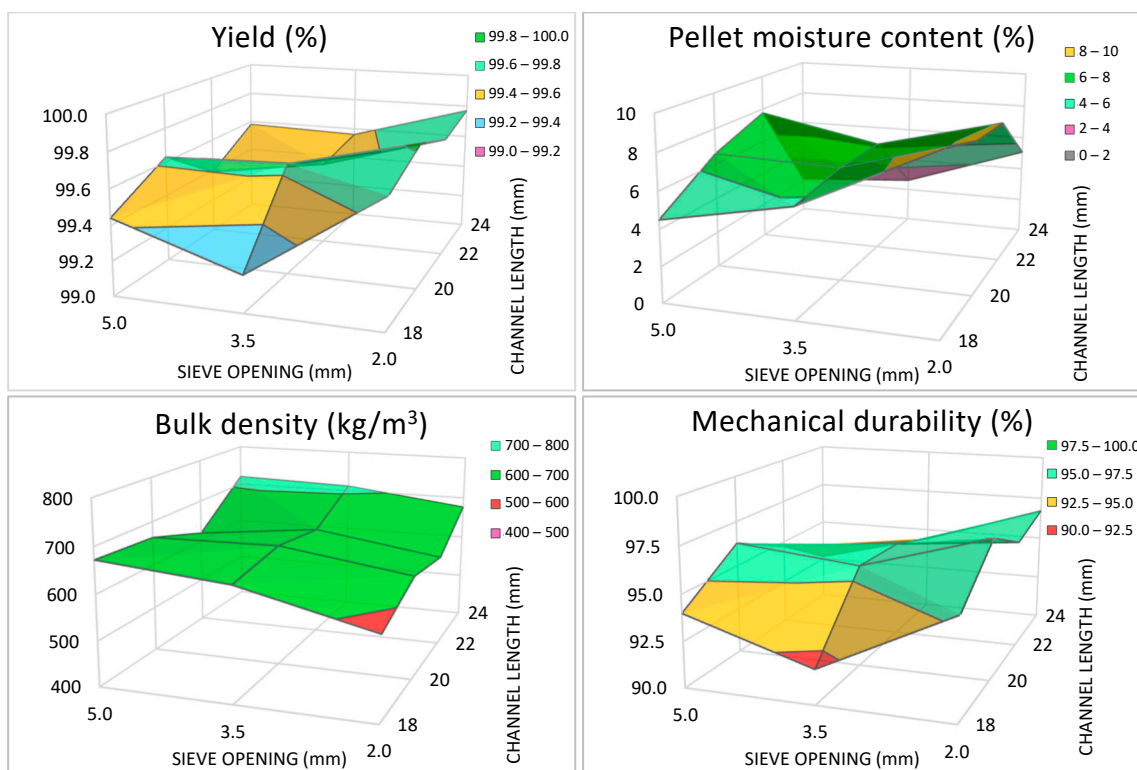 Yield (%)
99.8 – 100.0
99.6 – 99.8
99.4 – 99.6
99.2 – 99.4
99.0 – 99.2
100.0
99.8
99.6
99.4
99.2
99.0
5.0
3.5
2.0
18
20
22
24
SIEVE OPENING (mm)
CHANNEL LENGTH (mm)
Pellet moisture content (%)
8 – 10
6 – 8
4 – 6
2 – 4
0 – 2
10
8
6
4
2
0
5.0
3.5
2.0
18
20
22
24
SIEVE OPENING (mm)
CHANNEL LENGTH (mm)
Bulk density (kg/m³)
700 – 800
600 – 700
500 – 600
400 – 500
800
700
600
500
400
5.0
3.5
2.0
18
20
22
24
SIEVE OPENING (mm)
CHANNEL LENGTH (mm)
Mechanical durability (%)
97.5 – 100.0
95.0 – 97.5
92.5 – 95.0
90.0 – 92.5
100.0
97.5
95.0
92.5
90.0
5.0
3.5
2.0
18
20
22
24
SIEVE OPENING (mm)
CHANNEL LENGTH (mm)